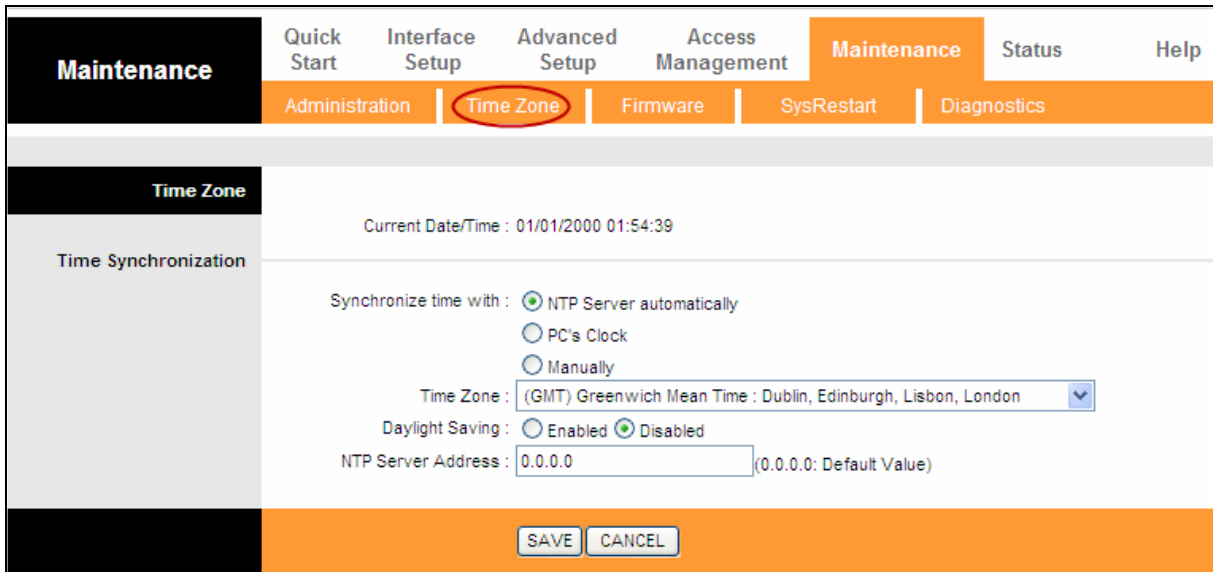 Maintenance
Quick Start
Interface Setup
Advanced Setup
Access Management
Maintenance
Status
Help
Administration
Time Zone
Firmware
SysRestart
Diagnostics
Time Zone
Current Date/Time : 01/01/2000 01:54:39
Time Synchronization
Synchronize time with : NTP Server automatically
PC's Clock
Manually
Time Zone : (GMT) Greenwich Mean Time : Dublin, Edinburgh, Lisbon, London
Daylight Saving : Enabled Disabled
NTP Server Address : 0.0.0.0 (0.0.0.0: Default Value)
SAVE CANCEL